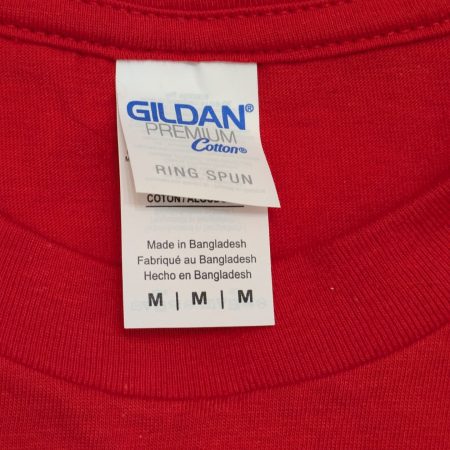 GILDAN®
PREMIUM
Cotton®
RING SPUN
Made in Bangladesh
Fabriqué au Bangladesh
Hecho en Bangladesh
M | M | M